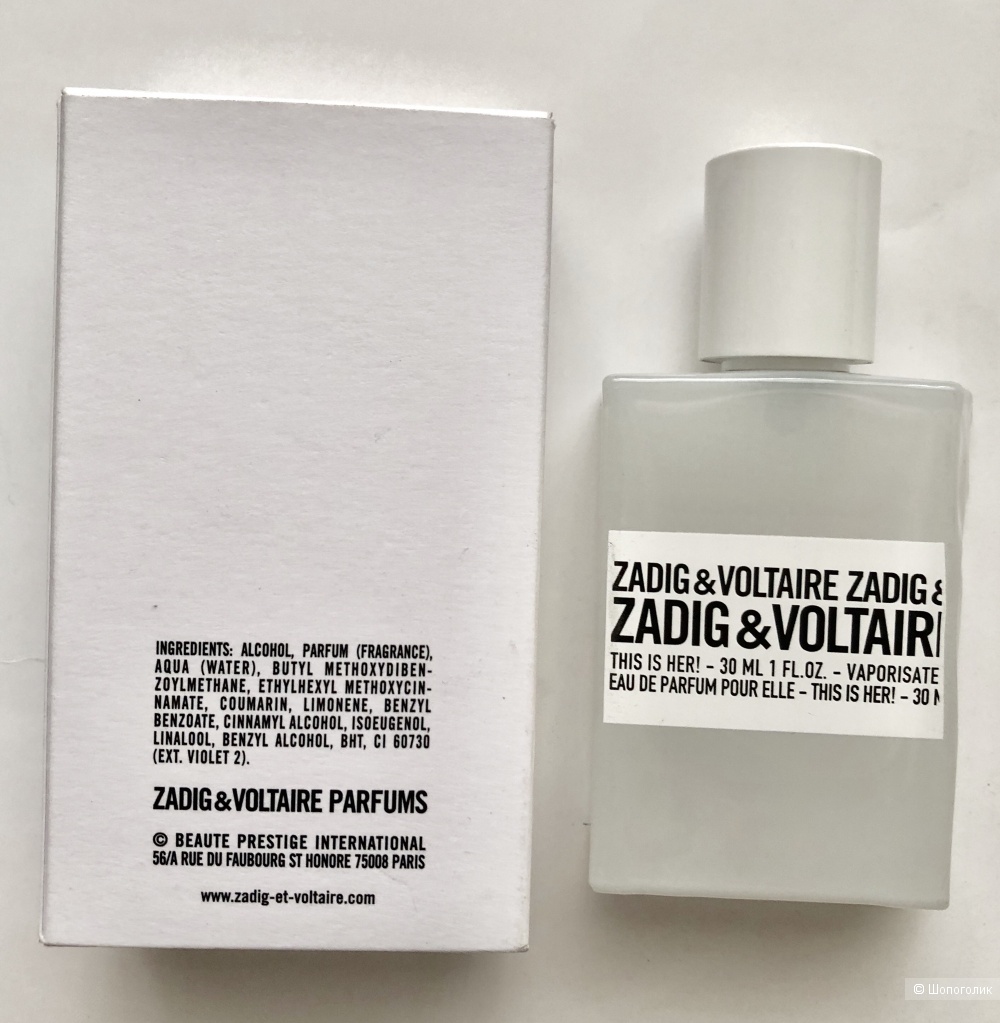 INGREDIENTS: ALCOHOL, PARFUM (FRAGRANCE),
AQUA (WATER), BUTYL METHOXYDIBEN-
ZOYLMETHANE, ETHYLHEXYL METHOXYCIN-
NAMATE, COUMARIN, LIMONENE, BENZYL
BENZOATE, CINNAMYL ALCOHOL, ISOEUGENOL,
LINALOOL, BENZYL ALCOHOL, BHT, CI 60730
(EXT. VIOLET 2).
ZADIG&VOLTAIRE PARFUMS
© BEAUTE PRESTIGE INTERNATIONAL
56/A RUE DU FAUBOURG ST HONORE 75008 PARIS
www.zadig-et-voltaire.com
ZADIG&VOLTAIRE ZADIG &
ZADIG &VOLTAIR
THIS IS HER! – 30 ML 1 FL.OZ. – VAPORISATE
EAU DE PARFUM POUR ELLE – THIS IS HER! – 30
© Шопоголик